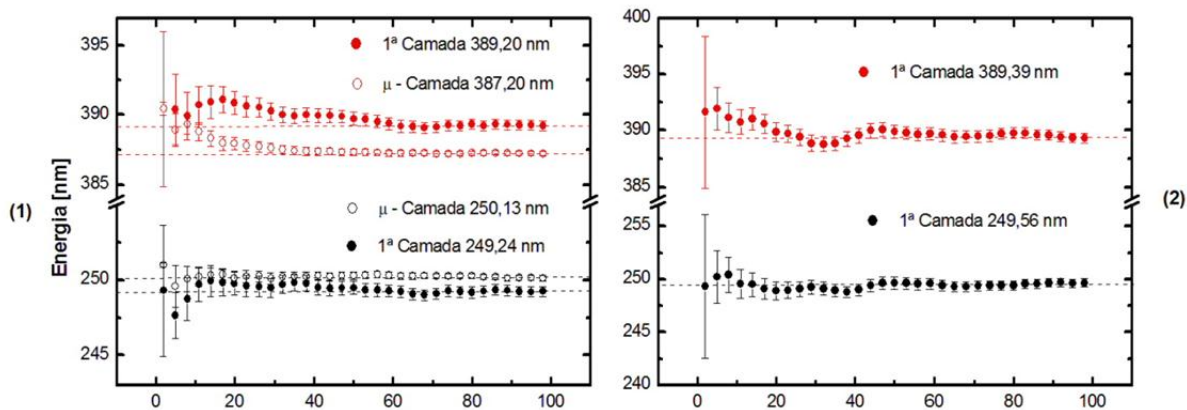 395
1ª Camada 389,20 nm
μ - Camada 387,20 nm
390
385
(1)
Energia [nm]
μ - Camada 250,13 nm
1ª Camada 249,24 nm
250
245
0 20 40 60 80 100
400
395
1ª Camada 389,39 nm
390
385
(2)
255
1ª Camada 249,56 nm
250
245
240
0 20 40 60 80 100